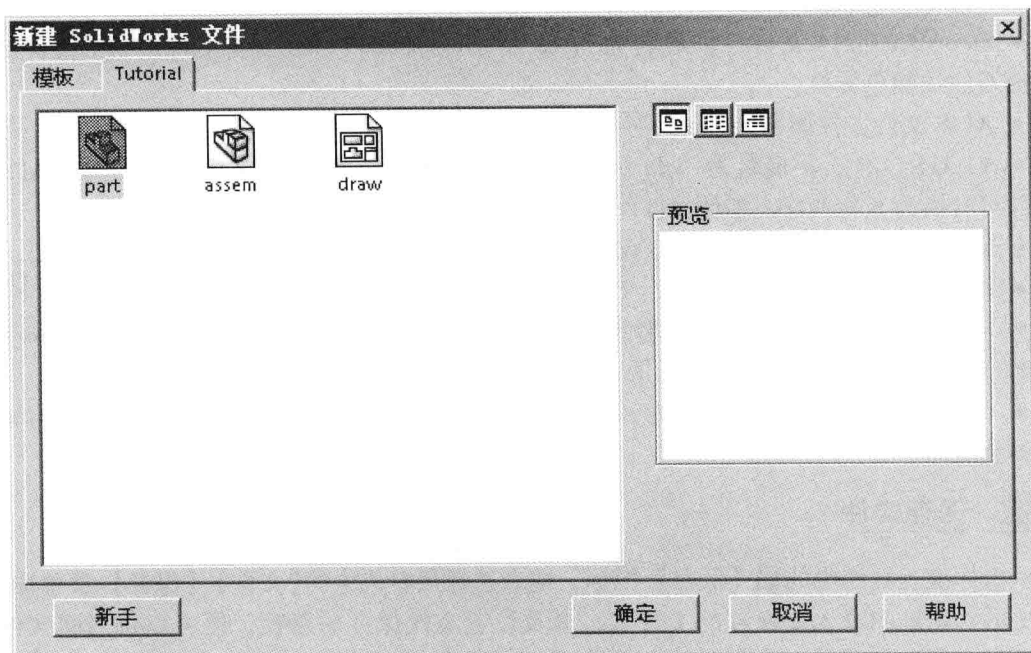 新建 SolidWorks 文件
模板 Tutorial
part assem draw
预览
新手 确定 取消 帮助